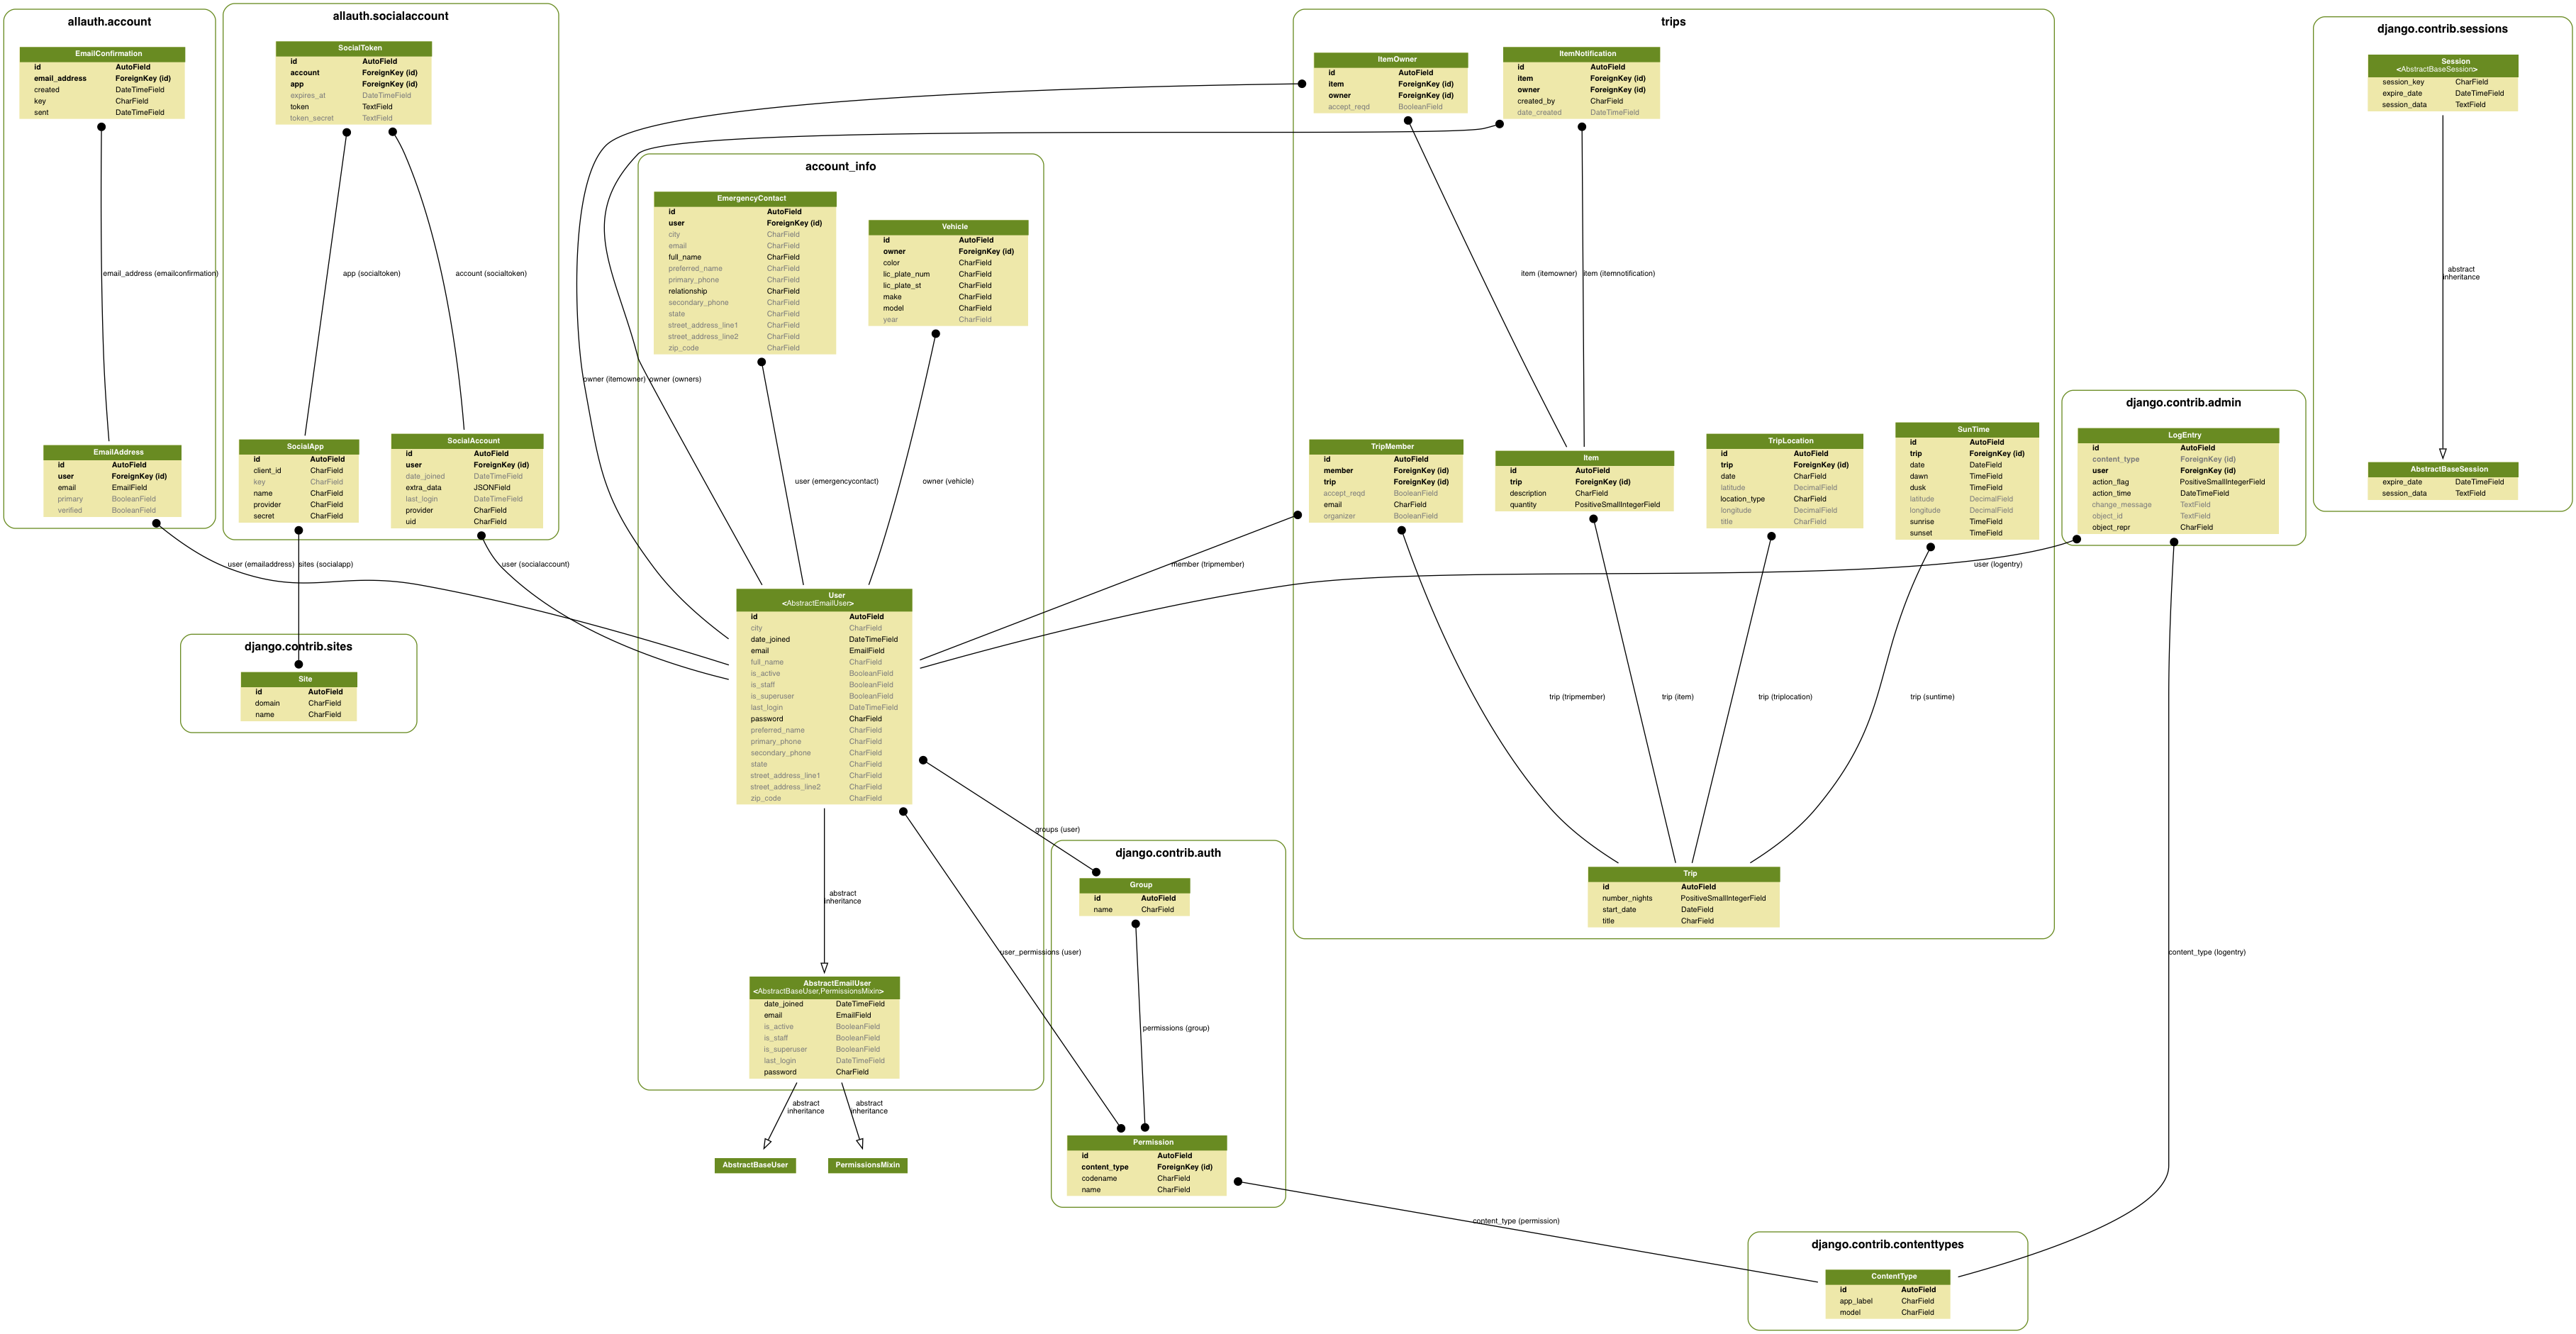 allauth.account
EmailConfirmation
id AutoField
email_address ForeignKey (id)
created DateTimeField
key CharField
sent DateTimeField
email_address (emailconfirmation)
EmailAddress
id AutoField
user ForeignKey (id)
email EmailField
primary BooleanField
verified BooleanField
user (emailaddress)
allauth.socialaccount
SocialToken
id AutoField
account ForeignKey (id)
app ForeignKey (id)
expires_at DateTimeField
token TextField
token_secret TextField
app (socialtoken)
account (socialtoken)
SocialApp
id AutoField
client_id CharField
key CharField
name CharField
provider CharField
secret CharField
sites (socialapp)
SocialAccount
id AutoField
user ForeignKey (id)
date_joined DateTimeField
extra_data JSONField
last_login DateTimeField
provider CharField
uid CharField
user (socialaccount)
django.contrib.sites
Site
id AutoField
domain CharField
name CharField
account_info
EmergencyContact
id AutoField
user ForeignKey (id)
city CharField
email CharField
full_name CharField
preferred_name CharField
primary_phone CharField
relationship CharField
secondary_phone CharField
state CharField
street_address_line1 CharField
street_address_line2 CharField
zip_code CharField
Vehicle
id AutoField
owner ForeignKey (id)
color CharField
lic_plate_num CharField
lic_plate_st CharField
make CharField
model CharField
year CharField
owner (itemowner)
owner (owners)
user (emergencycontact)
owner (vehicle)
User
<AbstractEmailUser>
id AutoField
city CharField
date_joined DateTimeField
email EmailField
full_name CharField
is_active BooleanField
is_staff BooleanField
is_superuser BooleanField
last_login DateTimeField
password CharField
preferred_name CharField
primary_phone CharField
secondary_phone CharField
state CharField
street_address_line1 CharField
street_address_line2 CharField
zip_code CharField
abstract
inheritance
AbstractEmailUser
<AbstractBaseUser,PermissionsMixin>
date_joined DateTimeField
email EmailField
is_active BooleanField
is_staff BooleanField
is_superuser BooleanField
last_login DateTimeField
password CharField
abstract
inheritance
abstract
inheritance
AbstractBaseUser
PermissionsMixin
groups (user)
user_permissions (user)
django.contrib.auth
Group
id AutoField
name CharField
permissions (group)
Permission
id AutoField
content_type ForeignKey (id)
codename CharField
name CharField
content_type (permission)
trips
ItemOwner
id AutoField
item ForeignKey (id)
owner ForeignKey (id)
accept_reqd BooleanField
ItemNotification
id AutoField
item ForeignKey (id)
owner ForeignKey (id)
created_by CharField
date_created DateTimeField
item (itemowner)
item (itemnotification)
TripMember
id AutoField
member ForeignKey (id)
trip ForeignKey (id)
accept_reqd BooleanField
email CharField
organizer BooleanField
member (tripmember)
Item
id AutoField
trip ForeignKey (id)
description CharField
quantity PositiveSmallIntegerField
TripLocation
id AutoField
trip ForeignKey (id)
date CharField
latitude DecimalField
location_type CharField
longitude DecimalField
title CharField
SunTime
id AutoField
trip ForeignKey (id)
date DateField
dawn TimeField
dusk TimeField
latitude DecimalField
longitude DecimalField
sunrise TimeField
sunset TimeField
trip (tripmember)
trip (item)
trip (triplocation)
trip (suntime)
Trip
id AutoField
number_nights PositiveSmallIntegerField
start_date DateField
title CharField
django.contrib.admin
LogEntry
id AutoField
content_type ForeignKey (id)
user ForeignKey (id)
action_flag PositiveSmallIntegerField
action_time DateTimeField
change_message TextField
object_id TextField
object_repr CharField
user (logentry)
content_type (logentry)
django.contrib.sessions
Session
<AbstractBaseSession>
session_key CharField
expire_date DateTimeField
session_data TextField
abstract
inheritance
AbstractBaseSession
expire_date DateTimeField
session_data TextField
django.contrib.contenttypes
ContentType
id AutoField
app_label CharField
model CharField